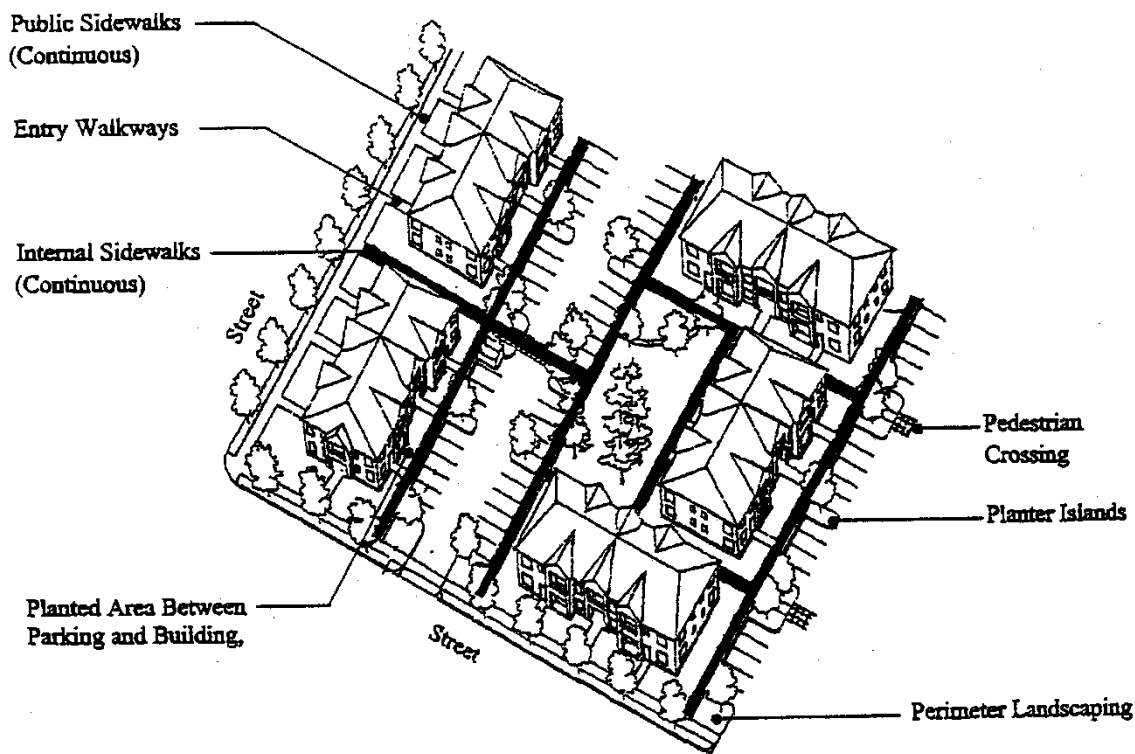 Public Sidewalks
(Continuous)
Entry Walkways
Internal Sidewalks
(Continuous)
Street
Pedestrian
Crossing
Planter Islands
Planted Area Between
Parking and Building,
Street
Perimeter Landscaping